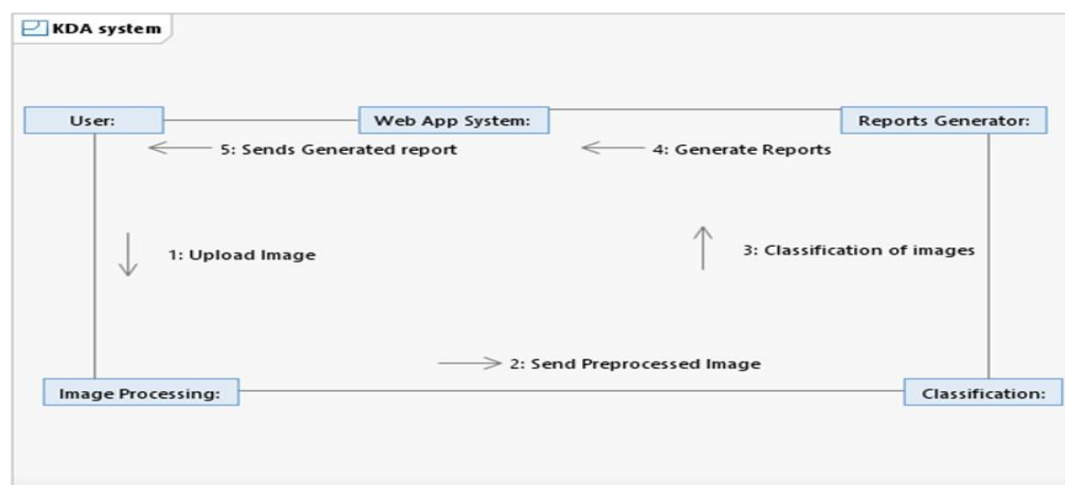 KDA system
User:
Web App System:
Reports Generator:
5: Sends Generated report
4: Generate Reports
1: Upload Image
3: Classification of images
2: Send Preprocessed Image
Image Processing:
Classification: